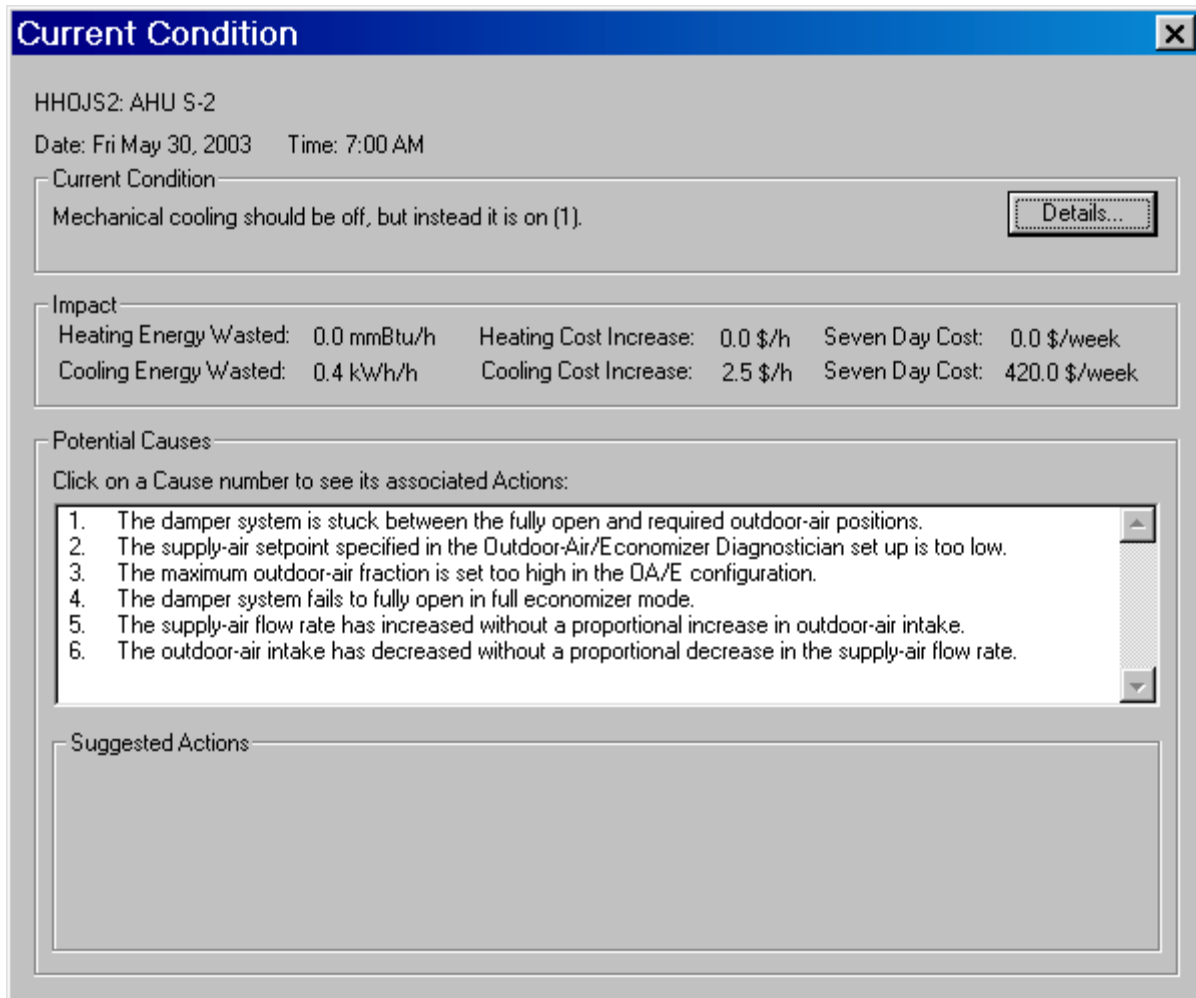 Current Condition
HHOJS2: AHU S-2
Date: Fri May 30, 2003 Time: 7:00 AM
Current Condition
Mechanical cooling should be off, but instead it is on (1).
Details...
Impact
Heating Energy Wasted: 0.0 mmBtu/h Heating Cost Increase: 0.0 $/h Seven Day Cost: 0.0 $/week
Cooling Energy Wasted: 0.4 kWh/h Cooling Cost Increase: 2.5 $/h Seven Day Cost: 420.0 $/week
Potential Causes
Click on a Cause number to see its associated Actions:
1. The damper system is stuck between the fully open and required outdoor-air positions.
2. The supply-air setpoint specified in the Outdoor-Air/Economizer Diagnostician set up is too low.
3. The maximum outdoor-air fraction is set too high in the OA/E configuration.
4. The damper system fails to fully open in full economizer mode.
5. The supply-air flow rate has increased without a proportional increase in outdoor-air intake.
6. The outdoor-air intake has decreased without a proportional decrease in the supply-air flow rate.
Suggested Actions